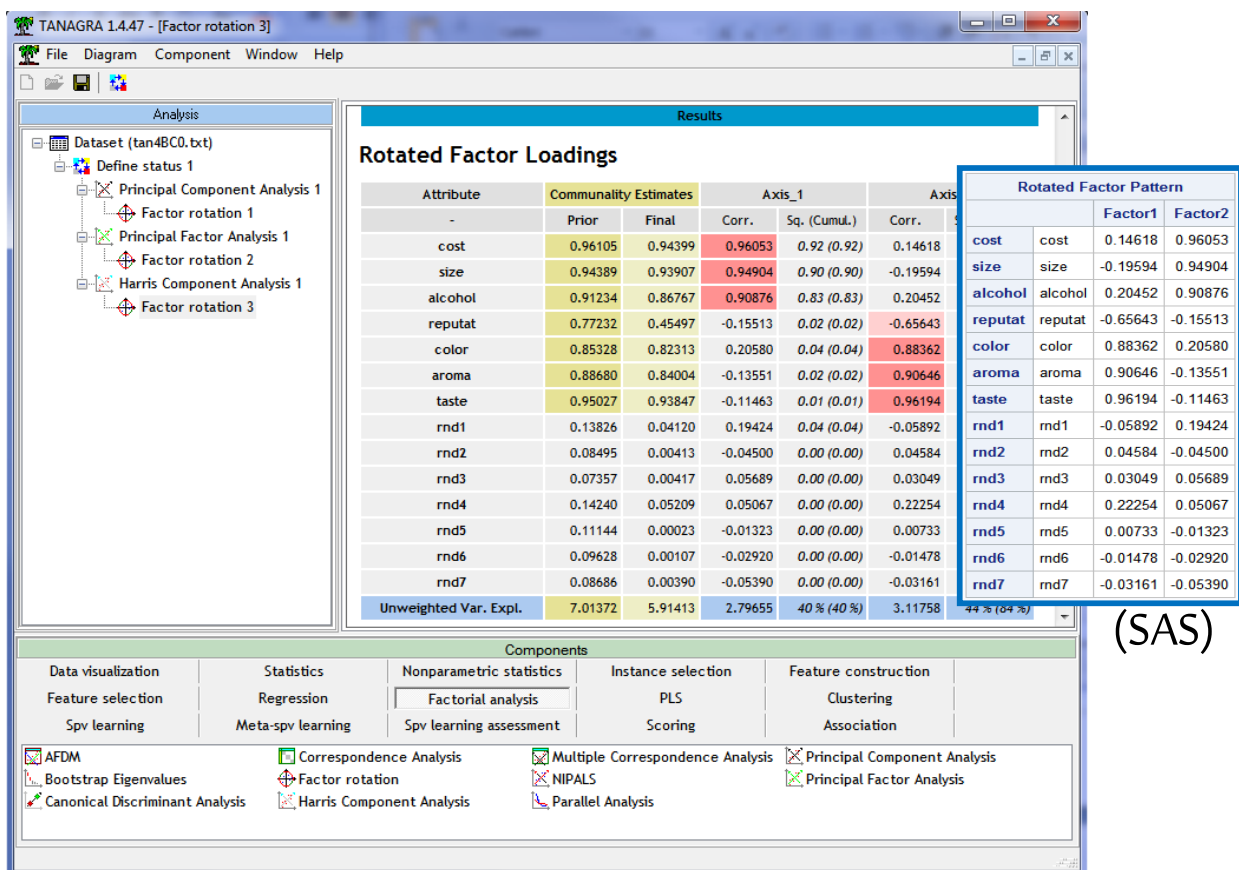 TANAGRA 1.4.47 - [Factor rotation 3]
File Diagram Component Window Help
Analysis
Dataset (tan4BC0.txt)
Define status 1
Principal Component Analysis 1
Factor rotation 1
Principal Factor Analysis 1
Factor rotation 2
Harris Component Analysis 1
Factor rotation 3
Results
Rotated Factor Loadings
Attribute Communality Estimates Axis_1 Axis
- Prior Final Corr. Sq. (Cumul.) Corr.
cost 0.96105 0.94399 0.96053 0.92 (0.92) 0.14618
size 0.94389 0.93907 0.94904 0.90 (0.90) -0.19594
alcohol 0.91234 0.86767 0.90876 0.83 (0.83) 0.20452
reputat 0.77232 0.45497 -0.15513 0.02 (0.02) -0.65643
color 0.85328 0.82313 0.20580 0.04 (0.04) 0.88362
aroma 0.88680 0.84004 -0.13551 0.02 (0.02) 0.90646
taste 0.95027 0.93847 -0.11463 0.01 (0.01) 0.96194
rnd1 0.13826 0.04120 0.19424 0.04 (0.04) -0.05892
rnd2 0.08495 0.00413 -0.04500 0.00 (0.00) 0.04584
rnd3 0.07357 0.00417 0.05689 0.00 (0.00) 0.03049
rnd4 0.14240 0.05209 0.05067 0.00 (0.00) 0.22254
rnd5 0.11144 0.00023 -0.01323 0.00 (0.00) 0.00733
rnd6 0.09628 0.00107 -0.02920 0.00 (0.00) -0.01478
rnd7 0.08686 0.00390 -0.05390 0.00 (0.00) -0.03161
Unweighted Var. Expl. 7.01372 5.91413 2.79655 40 % (40 %) 3.11758 44 % (84 %)
Rotated Factor Pattern
Factor1 Factor2
cost cost 0.14618 0.96053
size size -0.19594 0.94904
alcohol alcohol 0.20452 0.90876
reputat reputat -0.65643 -0.15513
color color 0.88362 0.20580
aroma aroma 0.90646 -0.13551
taste taste 0.96194 -0.11463
rnd1 rnd1 -0.05892 0.19424
rnd2 rnd2 0.04584 -0.04500
rnd3 rnd3 0.03049 0.05689
rnd4 rnd4 0.22254 0.05067
rnd5 rnd5 0.00733 -0.01323
rnd6 rnd6 -0.01478 -0.02920
rnd7 rnd7 -0.03161 -0.05390
(SAS)
Components
Data visualization Statistics Nonparametric statistics Instance selection Feature construction
Feature selection Regression Factorial analysis PLS Clustering
Spv learning Meta-spv learning Spv learning assessment Scoring Association
AFDM Correspondence Analysis Multiple Correspondence Analysis Principal Component Analysis
Bootstrap Eigenvalues Factor rotation NIPALS Principal Factor Analysis
Canonical Discriminant Analysis Harris Component Analysis Parallel Analysis